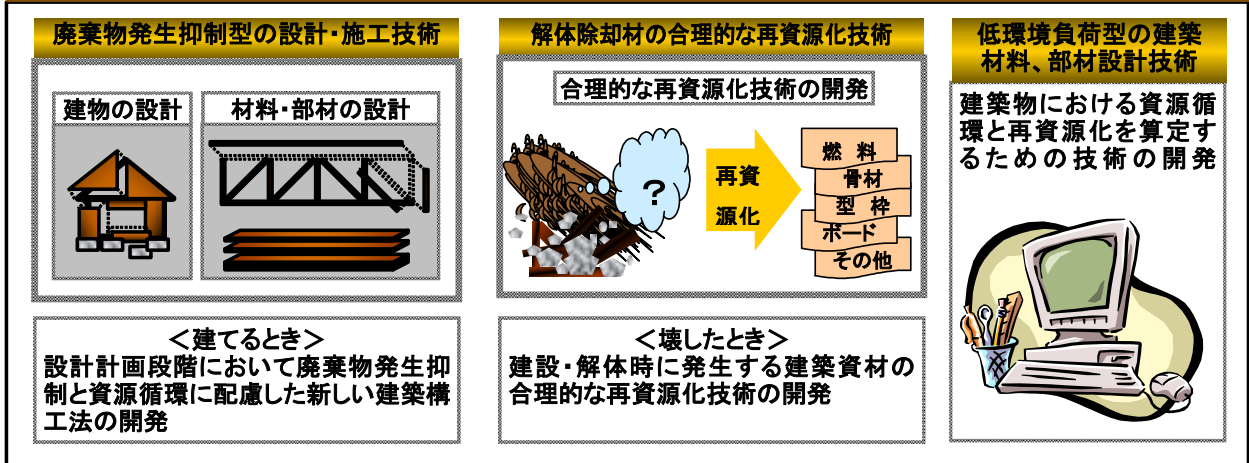 廃棄物発生抑制型の設計・施工技術
建物の設計
材料・部材の設計
＜建てるとき＞
設計計画段階において廃棄物発生抑
制と資源循環に配慮した新しい建築構
工法の開発
解体除却材の合理的な再資源化技術
合理的な再資源化技術の開発
?
再資
源化
燃 料
骨材
型 枠
ボード
その他
＜壊したとき＞
建設・解体時に発生する建築資材の
合理的な再資源化技術の開発
低環境負荷型の建築
材料、部材設計技術
建築物における資源循
環と再資源化を算定す
るための技術の開発